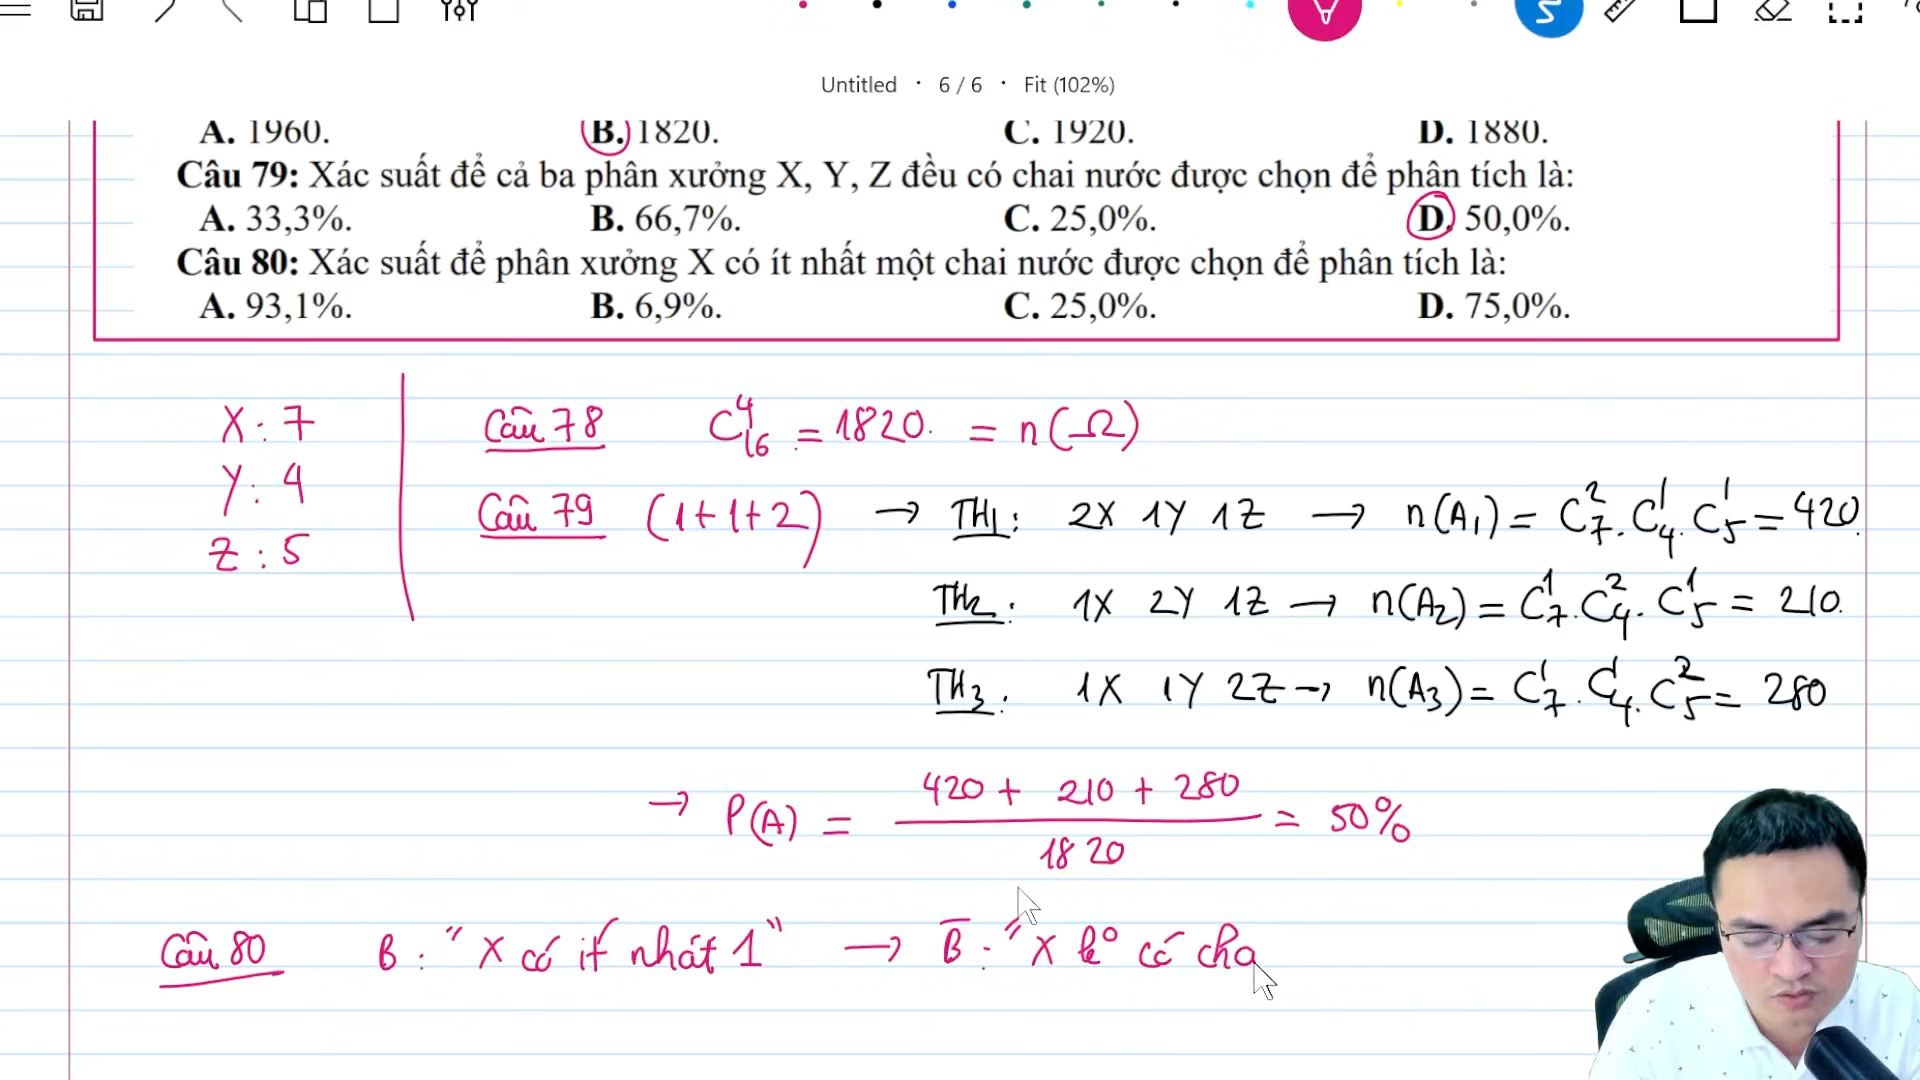 Untitled · 6 / 6 · Fit (102%)
A. 1960. B. 1820. C. 1920. D. 1880.
Câu 79: Xác suất để cả ba phân xưởng X, Y, Z đều có chai nước được chọn để phân tích là:
A. 33,3%. B. 66,7%. C. 25,0%. D. 50,0%.
Câu 80: Xác suất để phân xưởng X có ít nhất một chai nước được chọn để phân tích là:
A. 93,1%. B. 6,9%. C. 25,0%. D. 75,0%.
X : 7
Y : 4
Z : 5
Câu 78 C⁴₁₆ = 1820. = n(Ω)
Câu 79 (1+1+2) → TH1: 2X 1Y 1Z → n(A₁) = C²₇. C¹₄. C¹₅ = 420.
TH2: 1X 2Y 1Z → n(A₂) = C¹₇. C²₄. C¹₅ = 210.
TH3: 1X 1Y 2Z → n(A₃) = C¹₇. C¹₄. C²₅ = 280
→ P(A) = (420 + 210 + 280) / 1820 = 50%
Câu 80 B : "X có ít nhất 1" → B̄ : "X k° có cha